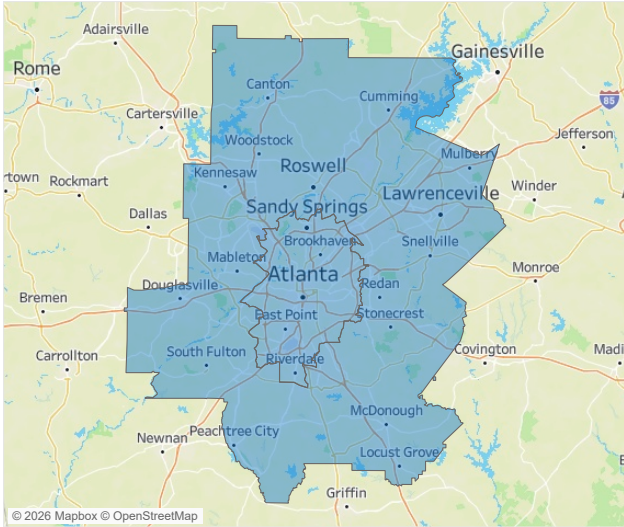 Adairsville
Gainesville
Rome
Canton
Cumming
85
Cartersville
Jefferson
Woodstock
Mulberry
Roswell
Kennesaw
Rockmart
Lawrenceville
Winder
Sandy Springs
Dallas
Brookhaven
Snellville
Mableton
Monroe
Atlanta
Douglasville
Redan
Bremen
East Point
Stonecrest
South Fulton
Riverdale
Carrollton
Covington
McDonough
Peachtree City
Newnan
Locust Grove
Griffin
© 2026 Mapbox © OpenStreetMap